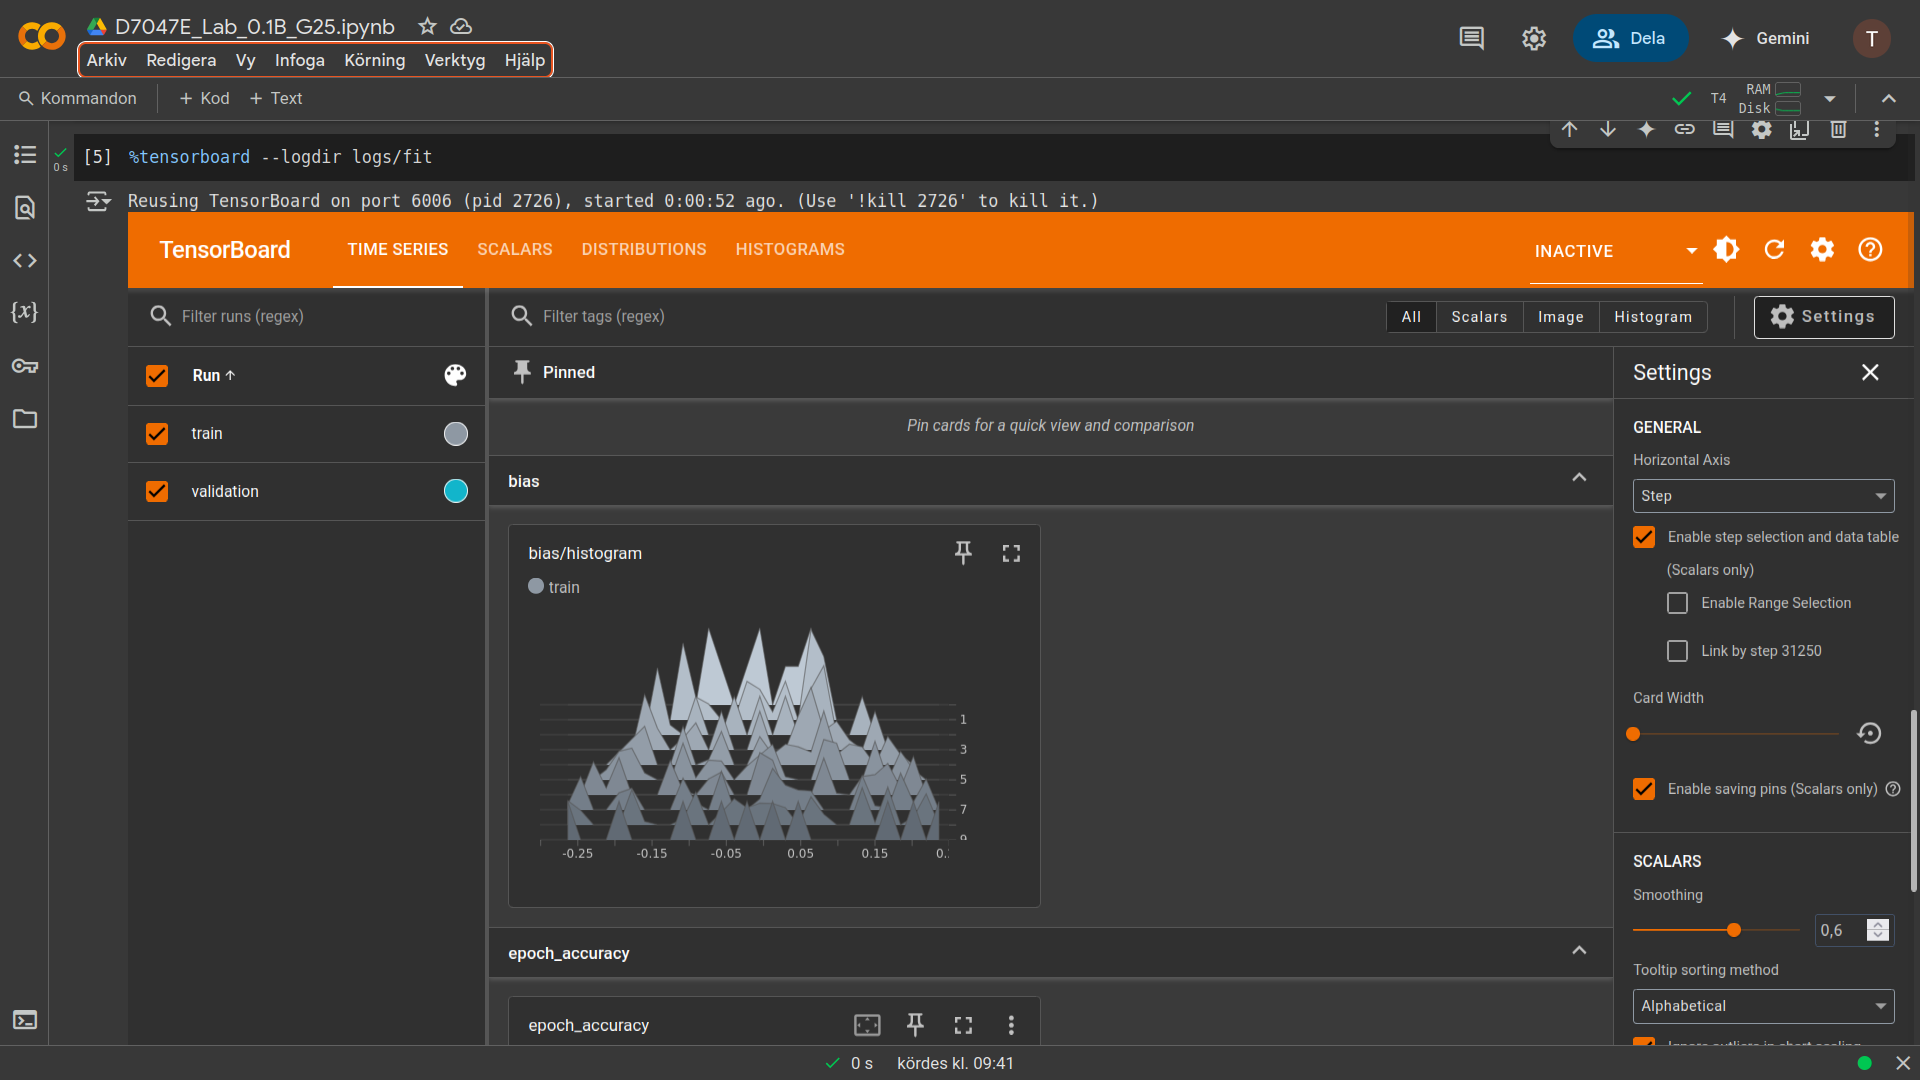 D7047E_Lab_0.1B_G25.ipynb
Arkiv Redigera Vy Infoga Körning Verktyg Hjälp
Dela
Gemini
T
Kommandon
+ Kod + Text
T4
RAM
Disk
0 s
[5] %tensorboard --logdir logs/fit
Reusing TensorBoard on port 6006 (pid 2726), started 0:00:52 ago. (Use '!kill 2726' to kill it.)
TensorBoard
TIME SERIES SCALARS DISTRIBUTIONS HISTOGRAMS
INACTIVE
Filter runs (regex)
Filter tags (regex)
All Scalars Image Histogram
Settings
Run
train
validation
Pinned
Pin cards for a quick view and comparison
bias
bias/histogram
train
1
3
5
7
9
-0.25 -0.15 -0.05 0.05 0.15
epoch_accuracy
epoch_accuracy
Settings
GENERAL
Horizontal Axis
Step
Enable step selection and data table
(Scalars only)
Enable Range Selection
Link by step 31250
Card Width
Enable saving pins (Scalars only)
SCALARS
Smoothing
0,6
Tooltip sorting method
Alphabetical
Ignore outliers in chart scaling
0 s kördes kl. 09:41